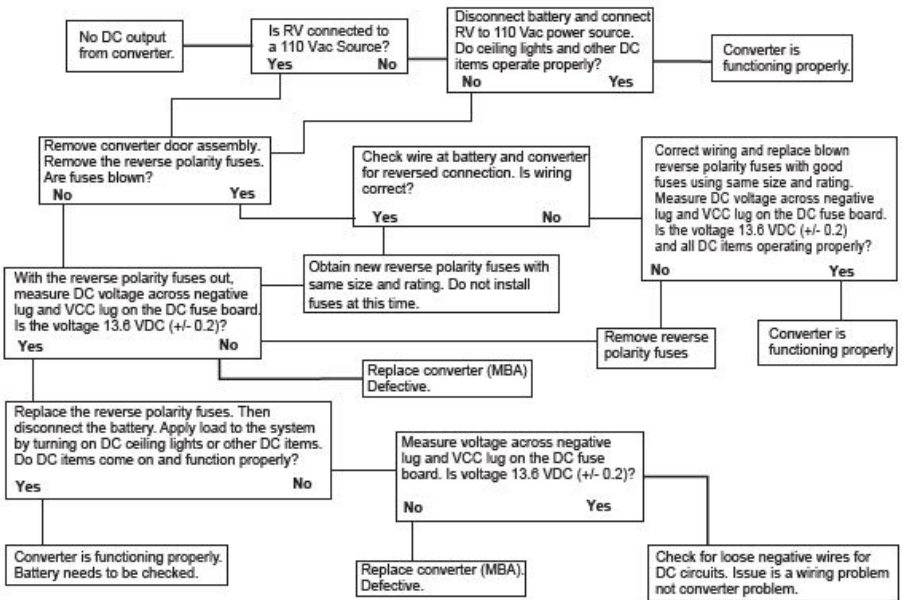 No DC output
from converter.
Is RV connected to
a 110 Vac Source?
Yes No
Disconnect battery and connect
RV to 110 Vac power source.
Do ceiling lights and other DC
items operate properly?
No Yes
Converter is
functioning properly.
Remove converter door assembly.
Remove the reverse polarity fuses.
Are fuses blown?
No Yes
Check wire at battery and converter
for reversed connection. Is wiring
correct?
Yes No
Correct wiring and replace blown
reverse polarity fuses with good
fuses using same size and rating.
Measure DC voltage across negative
lug and VCC lug on the DC fuse board.
Is the voltage 13.6 VDC (+/- 0.2)
and all DC items operating properly?
No Yes
With the reverse polarity fuses out,
measure DC voltage across negative
lug and VCC lug on the DC fuse board.
Is the voltage 13.6 VDC (+/- 0.2)?
Yes No
Obtain new reverse polarity fuses with
same size and rating. Do not install
fuses at this time.
Remove reverse
polarity fuses
Converter is
functioning properly
Replace converter (MBA)
Defective.
Replace the reverse polarity fuses. Then
disconnect the battery. Apply load to the system
by turning on DC ceiling lights or other DC items.
Do DC items come on and function properly?
Yes No
Measure voltage across negative
lug and VCC lug on the DC fuse
board. Is voltage 13.6 VDC (+/- 0.2)?
No Yes
Converter is functioning properly.
Battery needs to be checked.
Replace converter (MBA).
Defective.
Check for loose negative wires for
DC circuits. Issue is a wiring problem
not converter problem.